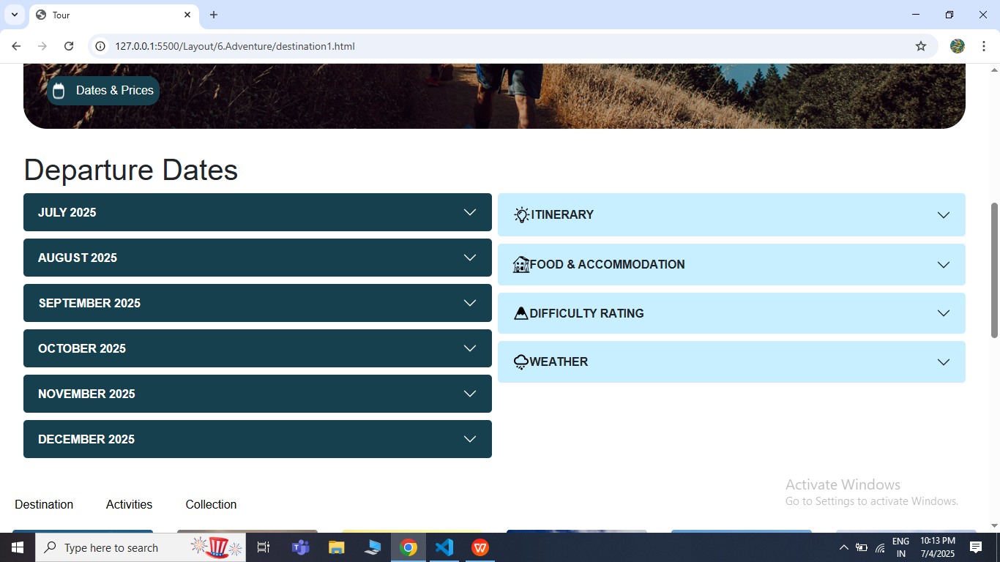 Tour
127.0.0.1:5500/Layout/6.Adventure/destination1.html
Dates & Prices
Departure Dates
JULY 2025
AUGUST 2025
SEPTEMBER 2025
OCTOBER 2025
NOVEMBER 2025
DECEMBER 2025
ITINERARY
FOOD & ACCOMMODATION
DIFFICULTY RATING
WEATHER
Activate Windows
Go to Settings to activate Windows.
Destination Activities Collection
Type here to search
ENG
IN
10:13 PM
7/4/2025